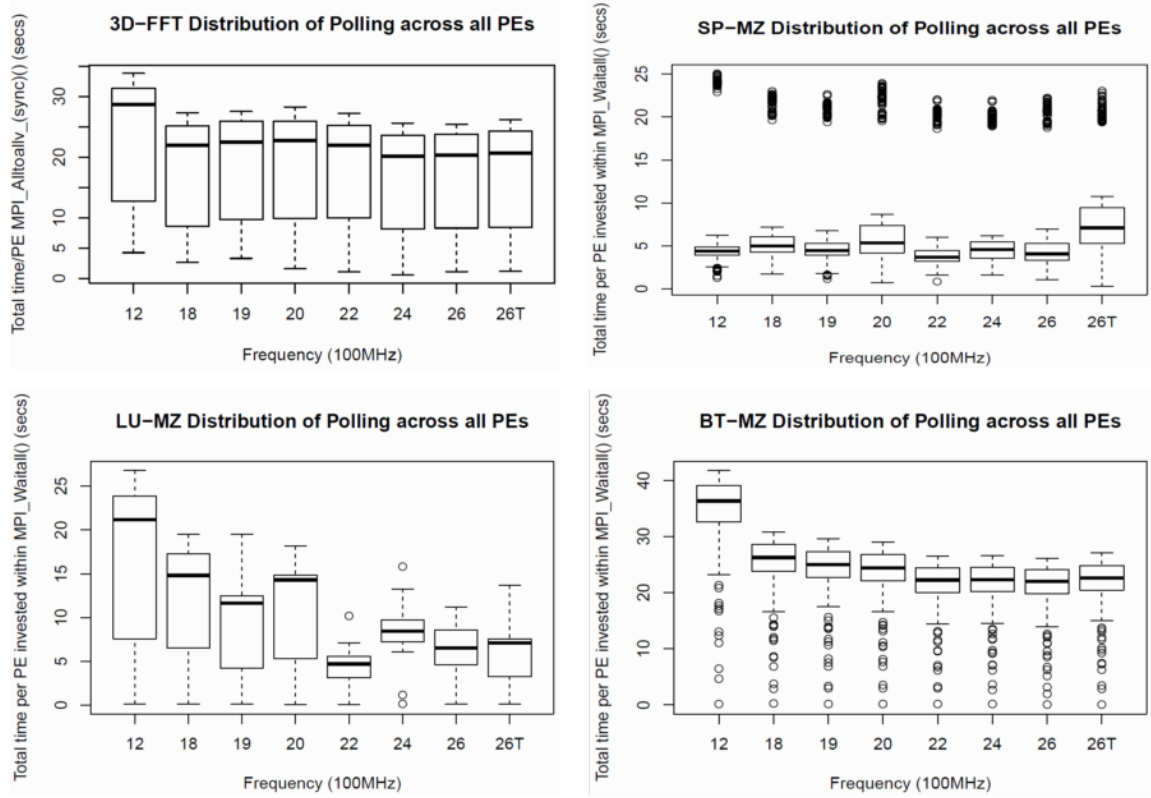 3D−FFT Distribution of Polling across all PEs
Total time/PE MPI_Alltoallv_(sync)() (secs)
30
20
10
5
0
12 18 19 20 22 24 26 26T
Frequency (100MHz)
SP−MZ Distribution of Polling across all PEs
Total time per PE invested within MPI_Waitall() (secs)
25
20
15
10
5
0
12 18 19 20 22 24 26 26T
Frequency (100MHz)
LU−MZ Distribution of Polling across all PEs
Total time per PE invested within MPI_Waitall() (secs)
25
20
15
10
5
0
12 18 19 20 22 24 26 26T
Frequency (100MHz)
BT−MZ Distribution of Polling across all PEs
Total time per PE invested within MPI_Waitall() (secs)
40
30
20
10
0
12 18 19 20 22 24 26 26T
Frequency (100MHz)